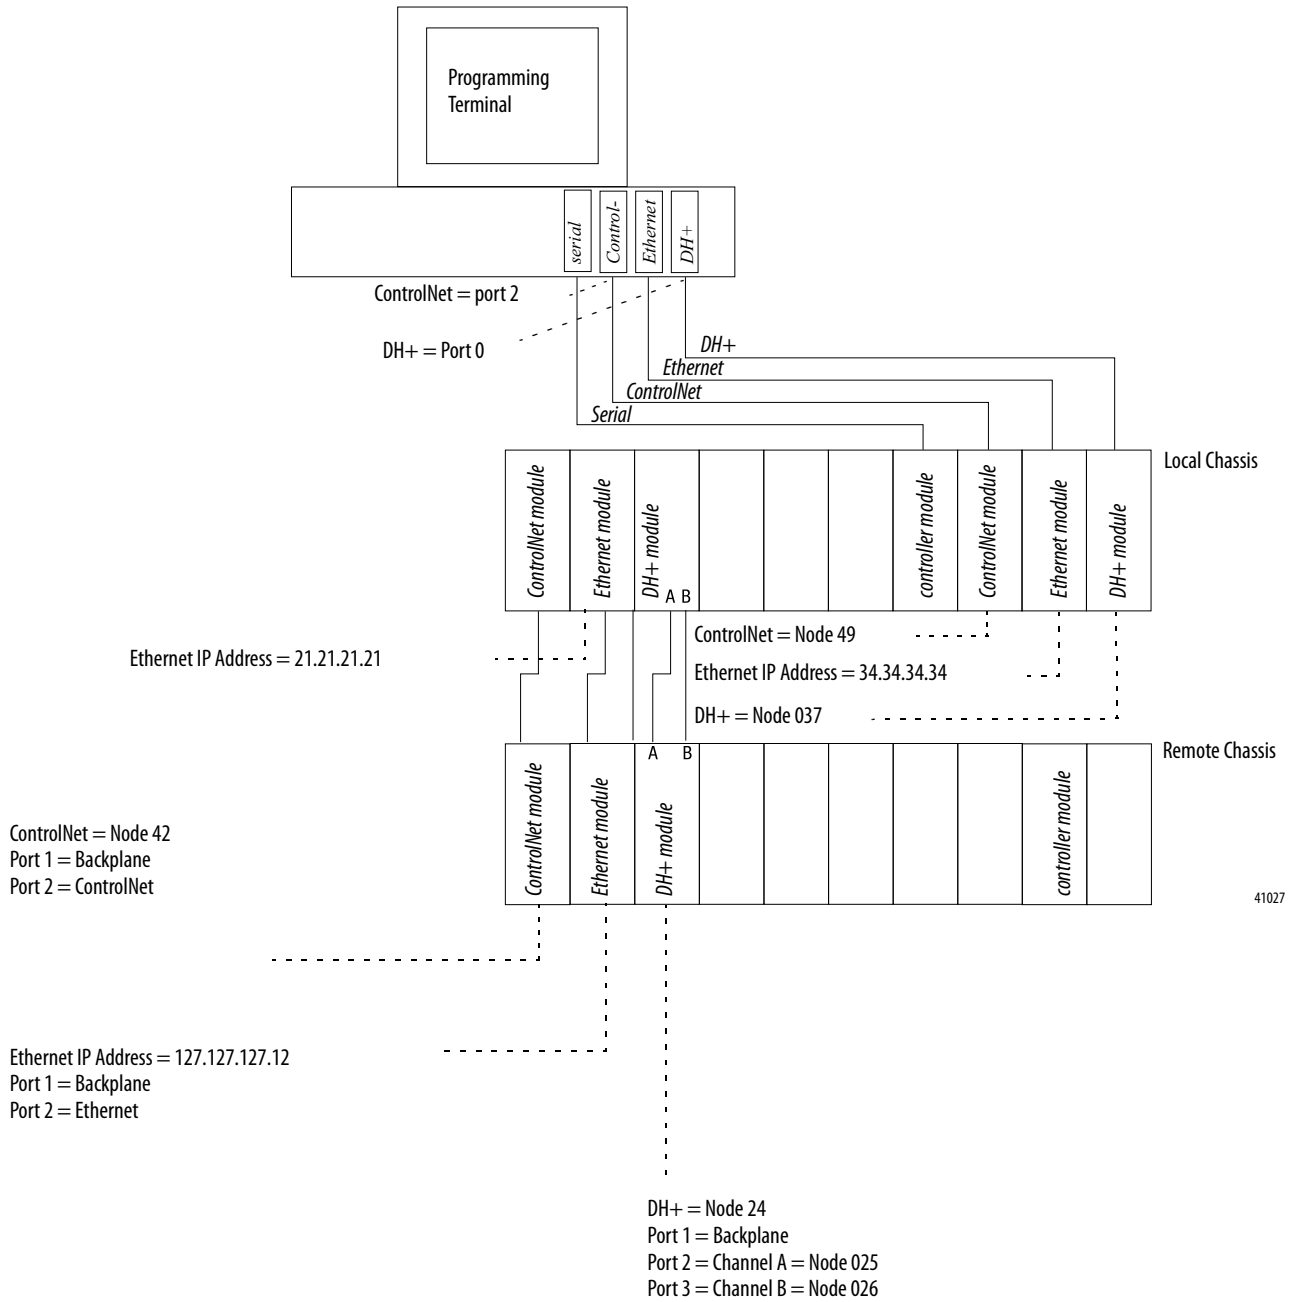 Programming
Terminal
serial
Control-
Ethernet
DH+
ControlNet = port 2
DH+ = Port 0
DH+
Ethernet
ControlNet
Serial
Local Chassis
ControlNet module
Ethernet module
DH+ module
A B
controller module
ControlNet module
Ethernet module
DH+ module
ControlNet = Node 49
Ethernet IP Address = 21.21.21.21
Ethernet IP Address = 34.34.34.34
DH+ = Node 037
Remote Chassis
A B
ControlNet module
Ethernet module
DH+ module
controller module
ControlNet = Node 42
Port 1 = Backplane
Port 2 = ControlNet
41027
Ethernet IP Address = 127.127.127.12
Port 1 = Backplane
Port 2 = Ethernet
DH+ = Node 24
Port 1 = Backplane
Port 2 = Channel A = Node 025
Port 3 = Channel B = Node 026